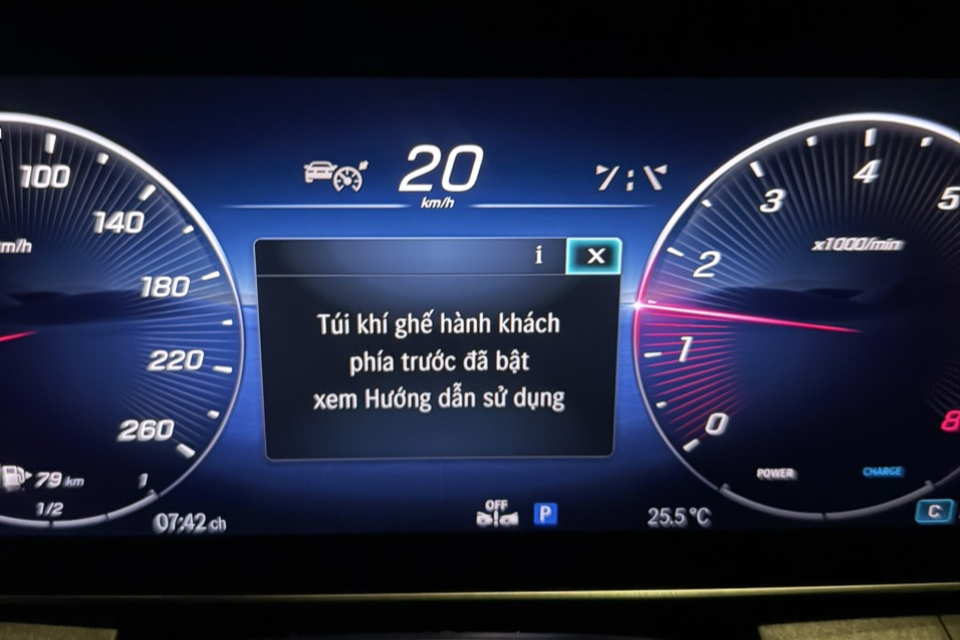 20
km/h
i X
Túi khí ghế hành khách
phía trước đã bật
xem Hướng dẫn sử dụng
100
140
m/h
180
220
260
79 km
1
1/2
07:42 ch
OFF
P
25.5 °C
5
4
3
x1000/min
2
1
0
8
POWER
CHARGE
C